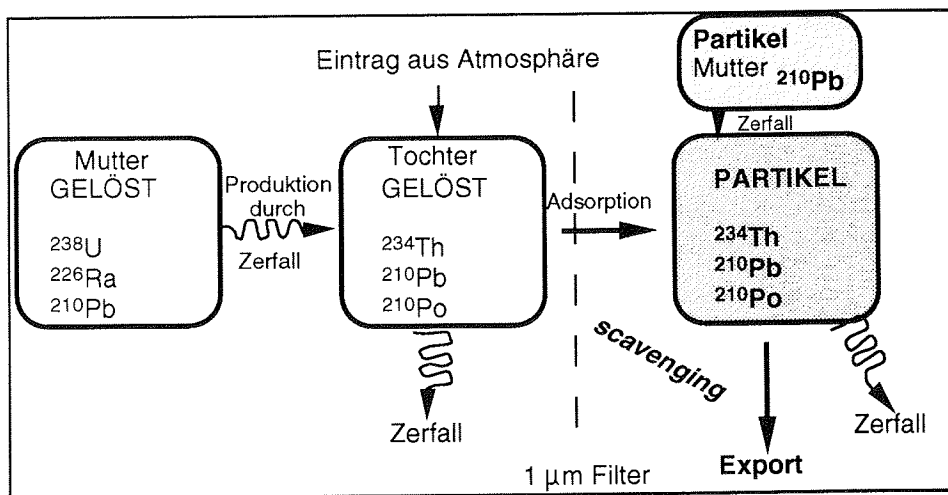 Eintrag aus Atmosphäre
Partikel
Mutter ²¹⁰Pb
Zerfall
Mutter
GELÖST
²³⁸U
²²⁶Ra
²¹⁰Pb
Produktion
durch
Zerfall
Tochter
GELÖST
²³⁴Th
²¹⁰Pb
²¹⁰Po
Zerfall
Adsorption
PARTIKEL
²³⁴Th
²¹⁰Pb
²¹⁰Po
scavenging
Zerfall
Export
1 µm Filter